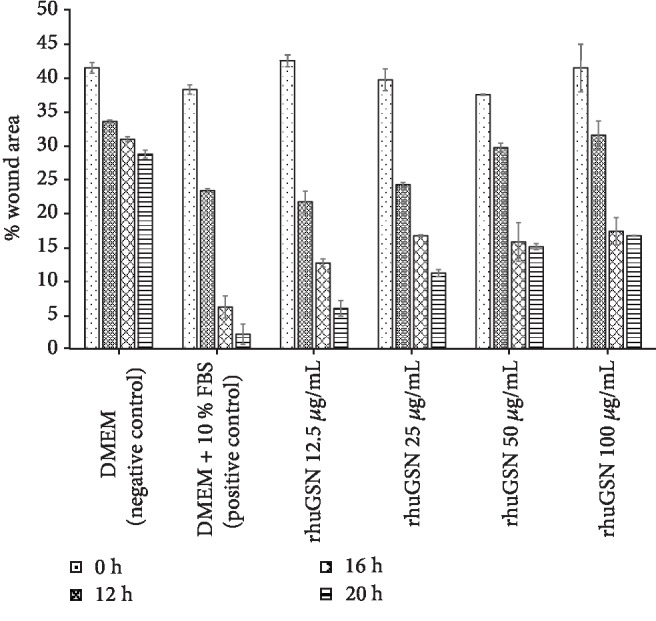 % wound area
50
45
40
35
30
25
20
15
10
5
0
DMEM
(negative control)
DMEM + 10 % FBS
(positive control)
rhuGSN 12.5 µg/mL
rhuGSN 25 µg/mL
rhuGSN 50 µg/mL
rhuGSN 100 µg/mL
0 h
12 h
16 h
20 h